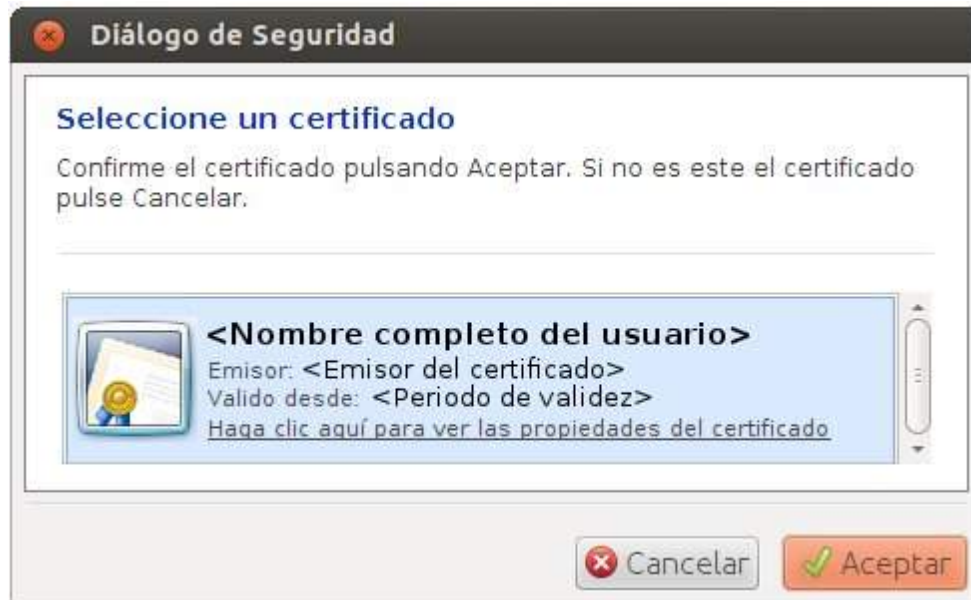 Diálogo de Seguridad
Seleccione un certificado
Confirme el certificado pulsando Aceptar. Si no es este el certificado
pulse Cancelar.
<Nombre completo del usuario>
Emisor: <Emisor del certificado>
Valido desde: <Periodo de validez>
Haga clic aquí para ver las propiedades del certificado
Cancelar
Aceptar